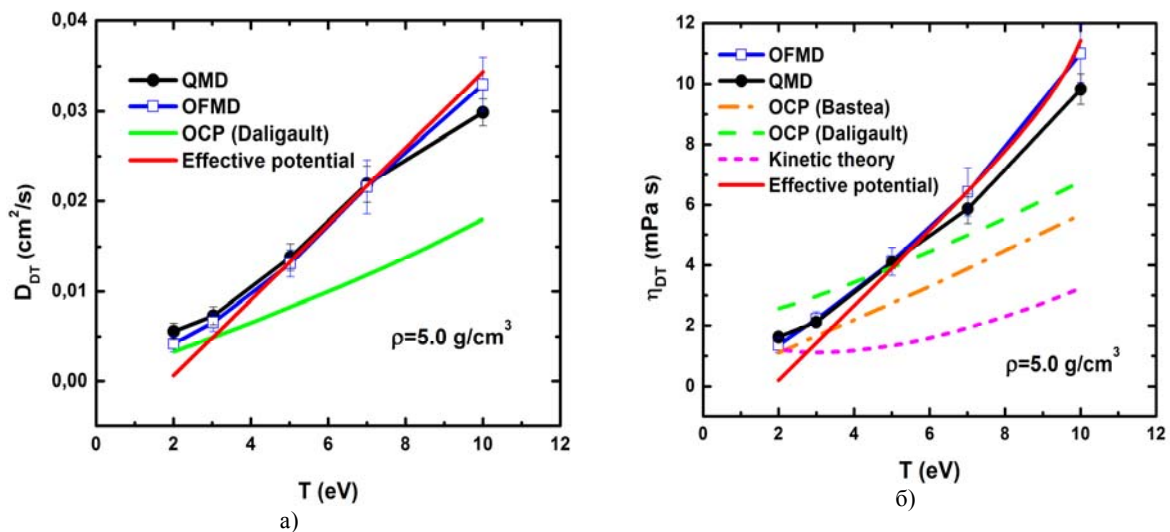 0,04
0,03
0,02
0,01
0,00
D_DT (cm²/s)
QMD
OFMD
OCP (Daligault)
Effective potential
ρ=5.0 g/cm³
0 2 4 6 8 10 12
T (eV)
а)
12
10
8
6
4
2
0
η_DT (mPa s)
OFMD
QMD
OCP (Bastea)
OCP (Daligault)
Kinetic theory
Effective potential)
ρ=5.0 g/cm³
0 2 4 6 8 10 12
T (eV)
б)